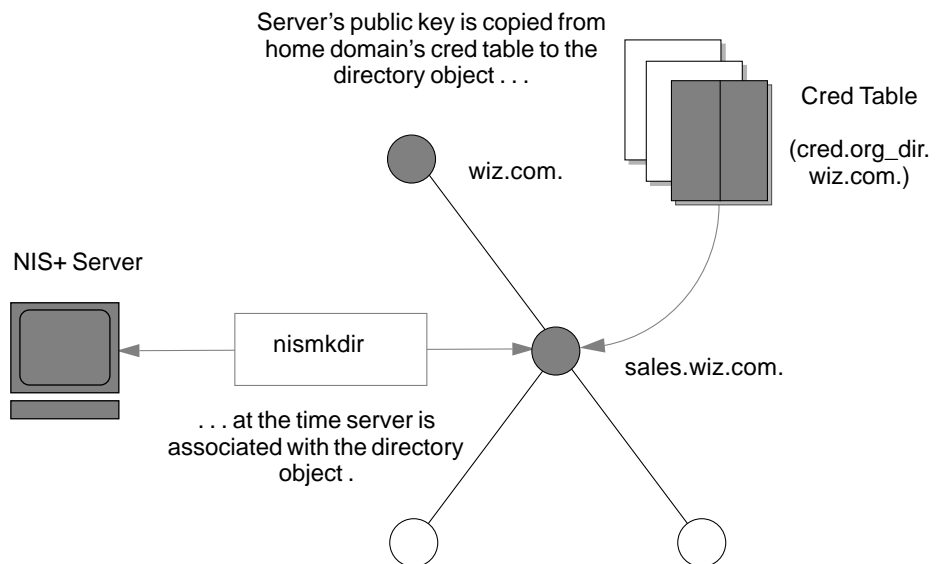 Server’s public key is copied from
home domain’s cred table to the
directory object . . .
Cred Table
(cred.org_dir.
wiz.com.)
wiz.com.
NIS+ Server
nismkdir
sales.wiz.com.
. . . at the time server is
associated with the directory
object .